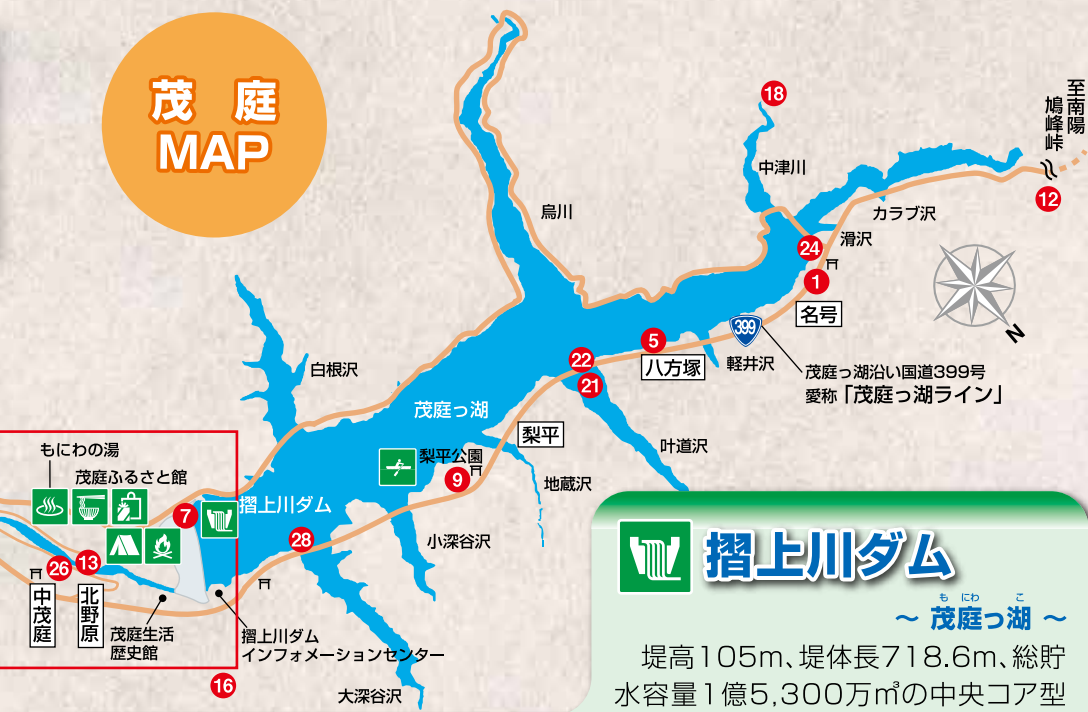 茂庭
MAP
18
至南陽
鳩峰峠
12
中津川
カラブ沢
烏川
滑沢
24
1
名号
399
N
5
八方塚
軽井沢
茂庭っ湖沿い国道399号
愛称「茂庭っ湖ライン」
22
21
白根沢
茂庭っ湖
梨平
叶道沢
梨平公園
9
地蔵沢
もにわの湯
茂庭ふるさと館
7
摺上川ダム
28
小深谷沢
26
13
中茂庭
北野原
茂庭生活
歴史館
摺上川ダム
インフォメーションセンター
16
大深谷沢
摺上川ダム
もにわこ
~ 茂庭っ湖 ~
堤高105m、堤体長718.6m、総貯
水容量1億5,300万㎥の中央コア型